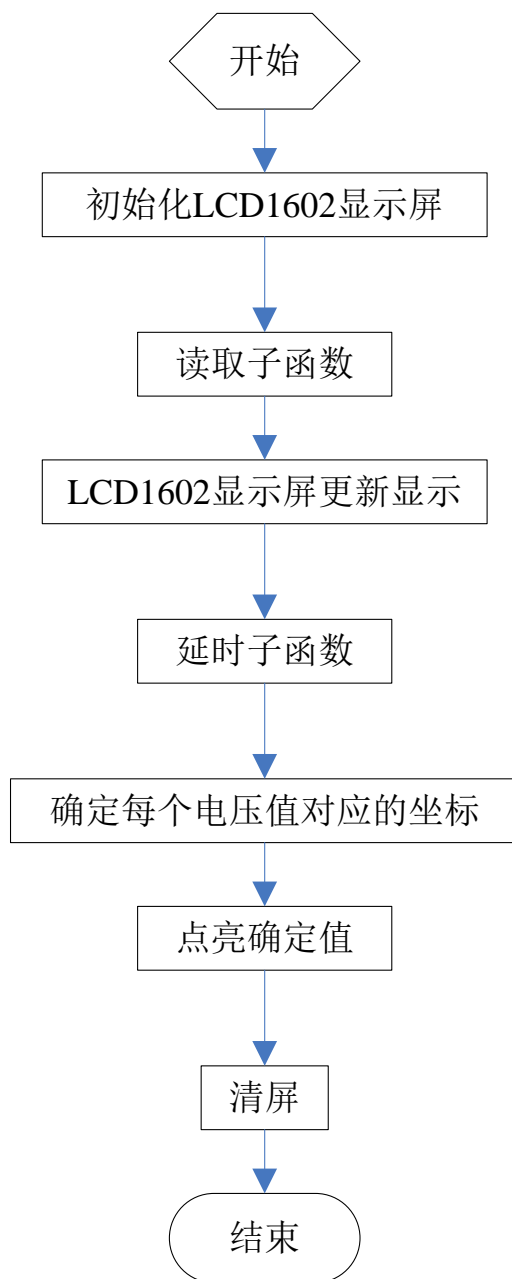 开始
初始化LCD1602显示屏
读取子函数
LCD1602显示屏更新显示
延时子函数
确定每个电压值对应的坐标
点亮确定值
清屏
结束